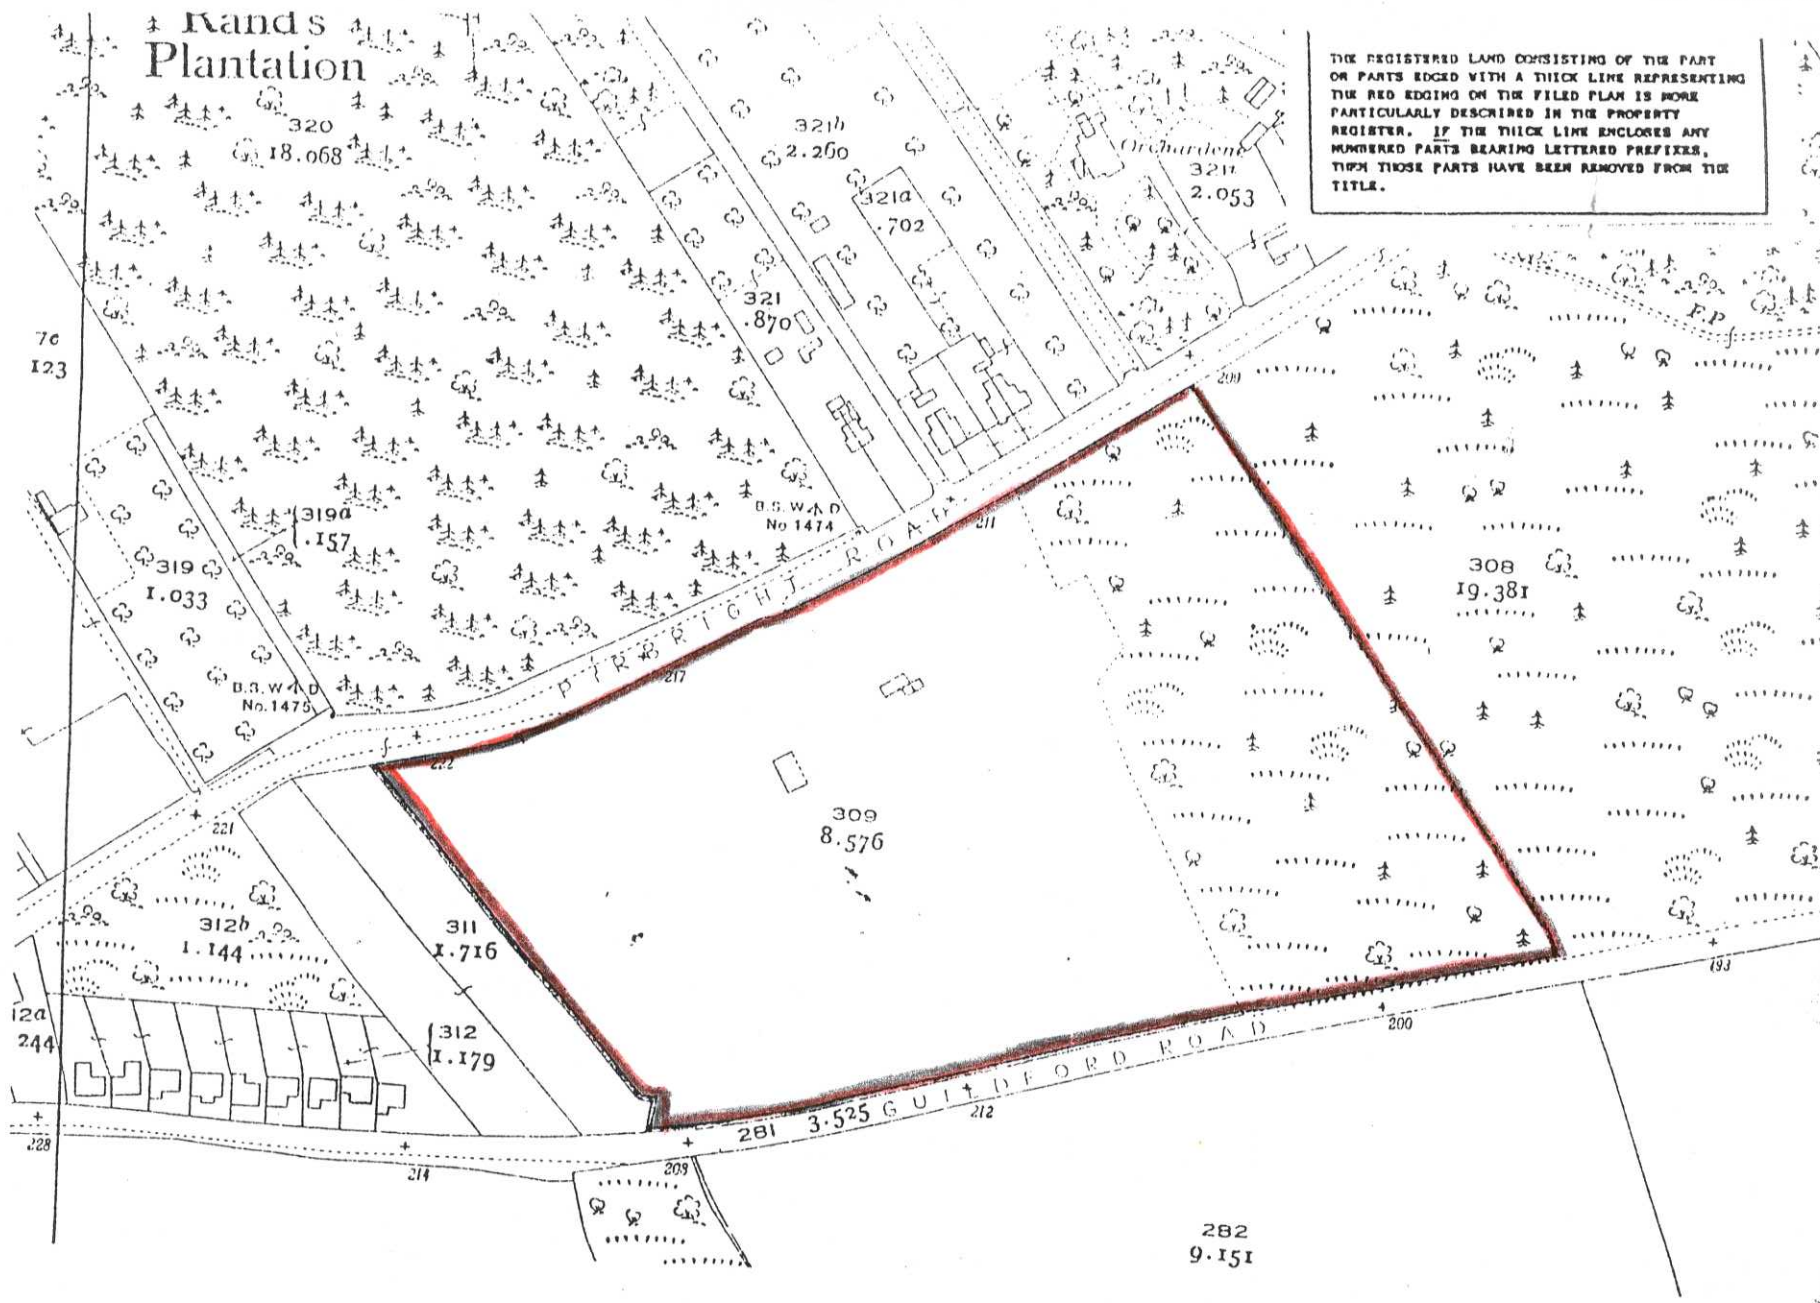 Rand's
Plantation
THE REGISTERED LAND CONSISTING OF THE PART
OR PARTS EDGED WITH A THICK LINE REPRESENTING
THE RED EDGING ON THE FILED PLAN IS MORE
PARTICULARLY DESCRIBED IN THE PROPERTY
REGISTER. IF THE THICK LINE ENCLOSES ANY
NUMBERED PARTS BEARING LETTERED PREFIXES,
THEN THOSE PARTS HAVE BEEN REMOVED FROM THE
TITLE.
320
18.068
321b
2.260
Orchardene
321a
.702
2.053
321
.870
F.P.
76
123
209
B.S. W D
No 1474
211
319a
.157
319
1.033
308
19.381
PIRBRIGHT ROAD
217
B.S. W D
No. 1475
222
309
8.576
221
312b
1.144
311
1.716
193
12a
244
312
1.179
200
281 3.525 GUILDFORD ROAD
212
228
214
209
282
9.151